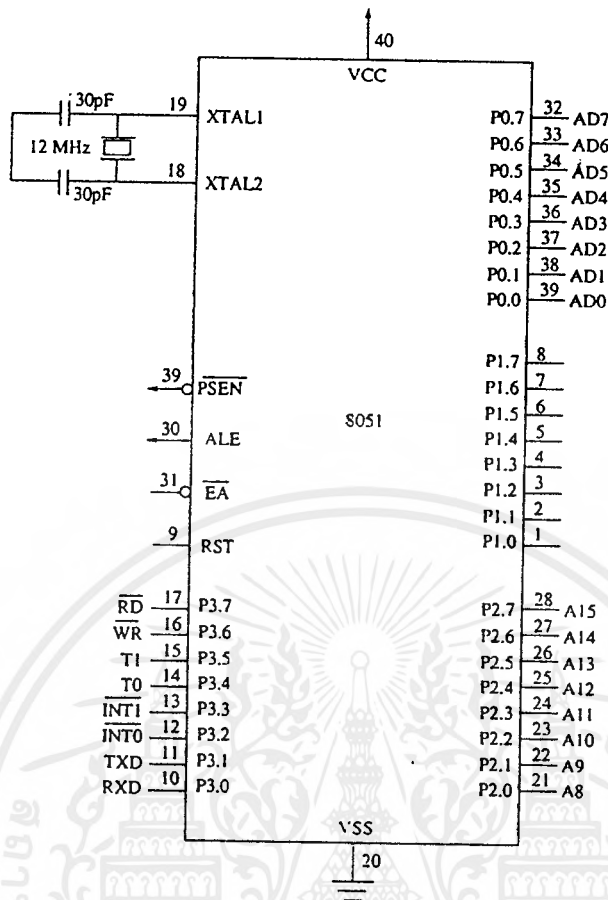 40
VCC
30pF
19 XTAL1
12 MHz
18 XTAL2
30pF
P0.7 32 AD7
P0.6 33 AD6
P0.5 34 AD5
P0.4 35 AD4
P0.3 36 AD3
P0.2 37 AD2
P0.1 38 AD1
P0.0 39 AD0
39 PSEN
30 ALE
31 EA
9 RST
8051
P1.7 8
P1.6 7
P1.5 6
P1.4 5
P1.3 4
P1.2 3
P1.1 2
P1.0 1
RD 17 P3.7
WR 16 P3.6
T1 15 P3.5
T0 14 P3.4
INT1 13 P3.3
INT0 12 P3.2
TXD 11 P3.1
RXD 10 P3.0
P2.7 28 A15
P2.6 27 A14
P2.5 26 A13
P2.4 25 A12
P2.3 24 A11
P2.2 23 A10
P2.1 22 A9
P2.0 21 A8
VSS
20